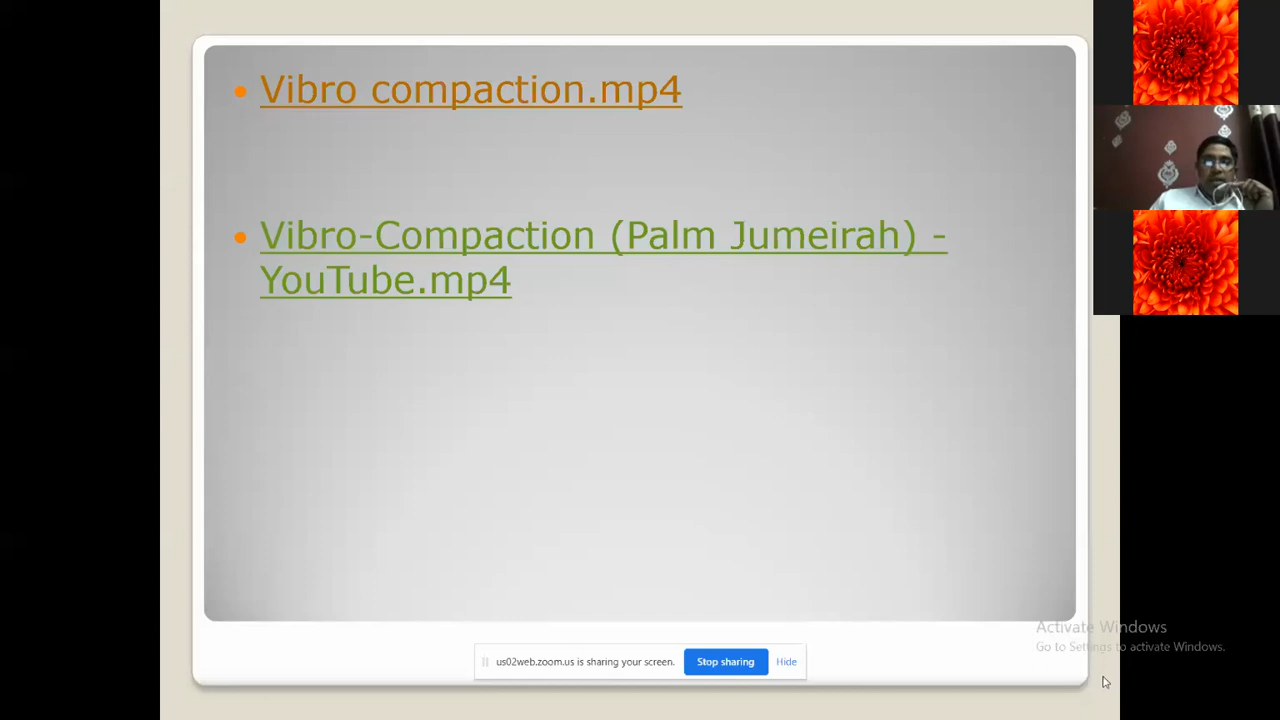 Vibro compaction.mp4
Vibro-Compaction (Palm Jumeirah) -
YouTube.mp4
Activate Windows
Go to Settings to activate Windows.
us02web.zoom.us is sharing your screen. Stop sharing Hide